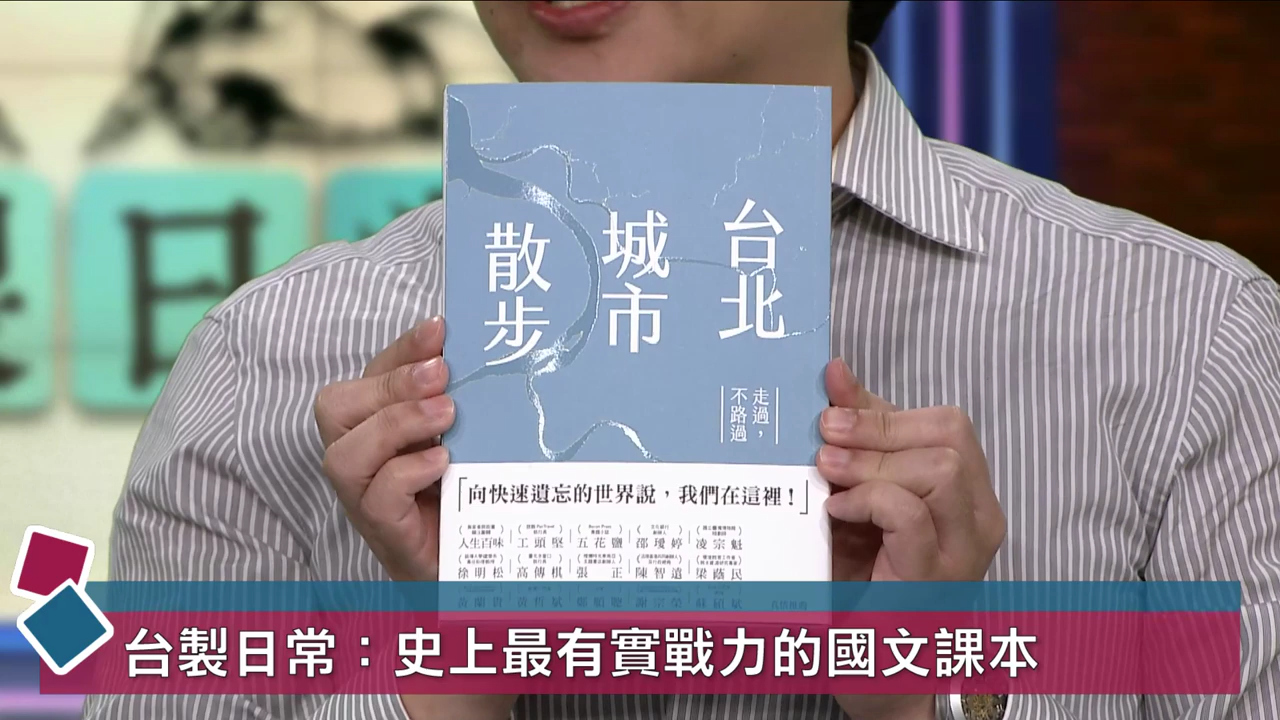 日
台北
城市
散步
走過，
不路過
「向快速遺忘的世界說，我們在這裡！」
人生百味 工頭堅 五花鹽 邵璦婷 凌宗魁
徐明松 高傳棋 張正 陳智遠 梁蔭民
台製日常：史上最有實戰力的國文課本